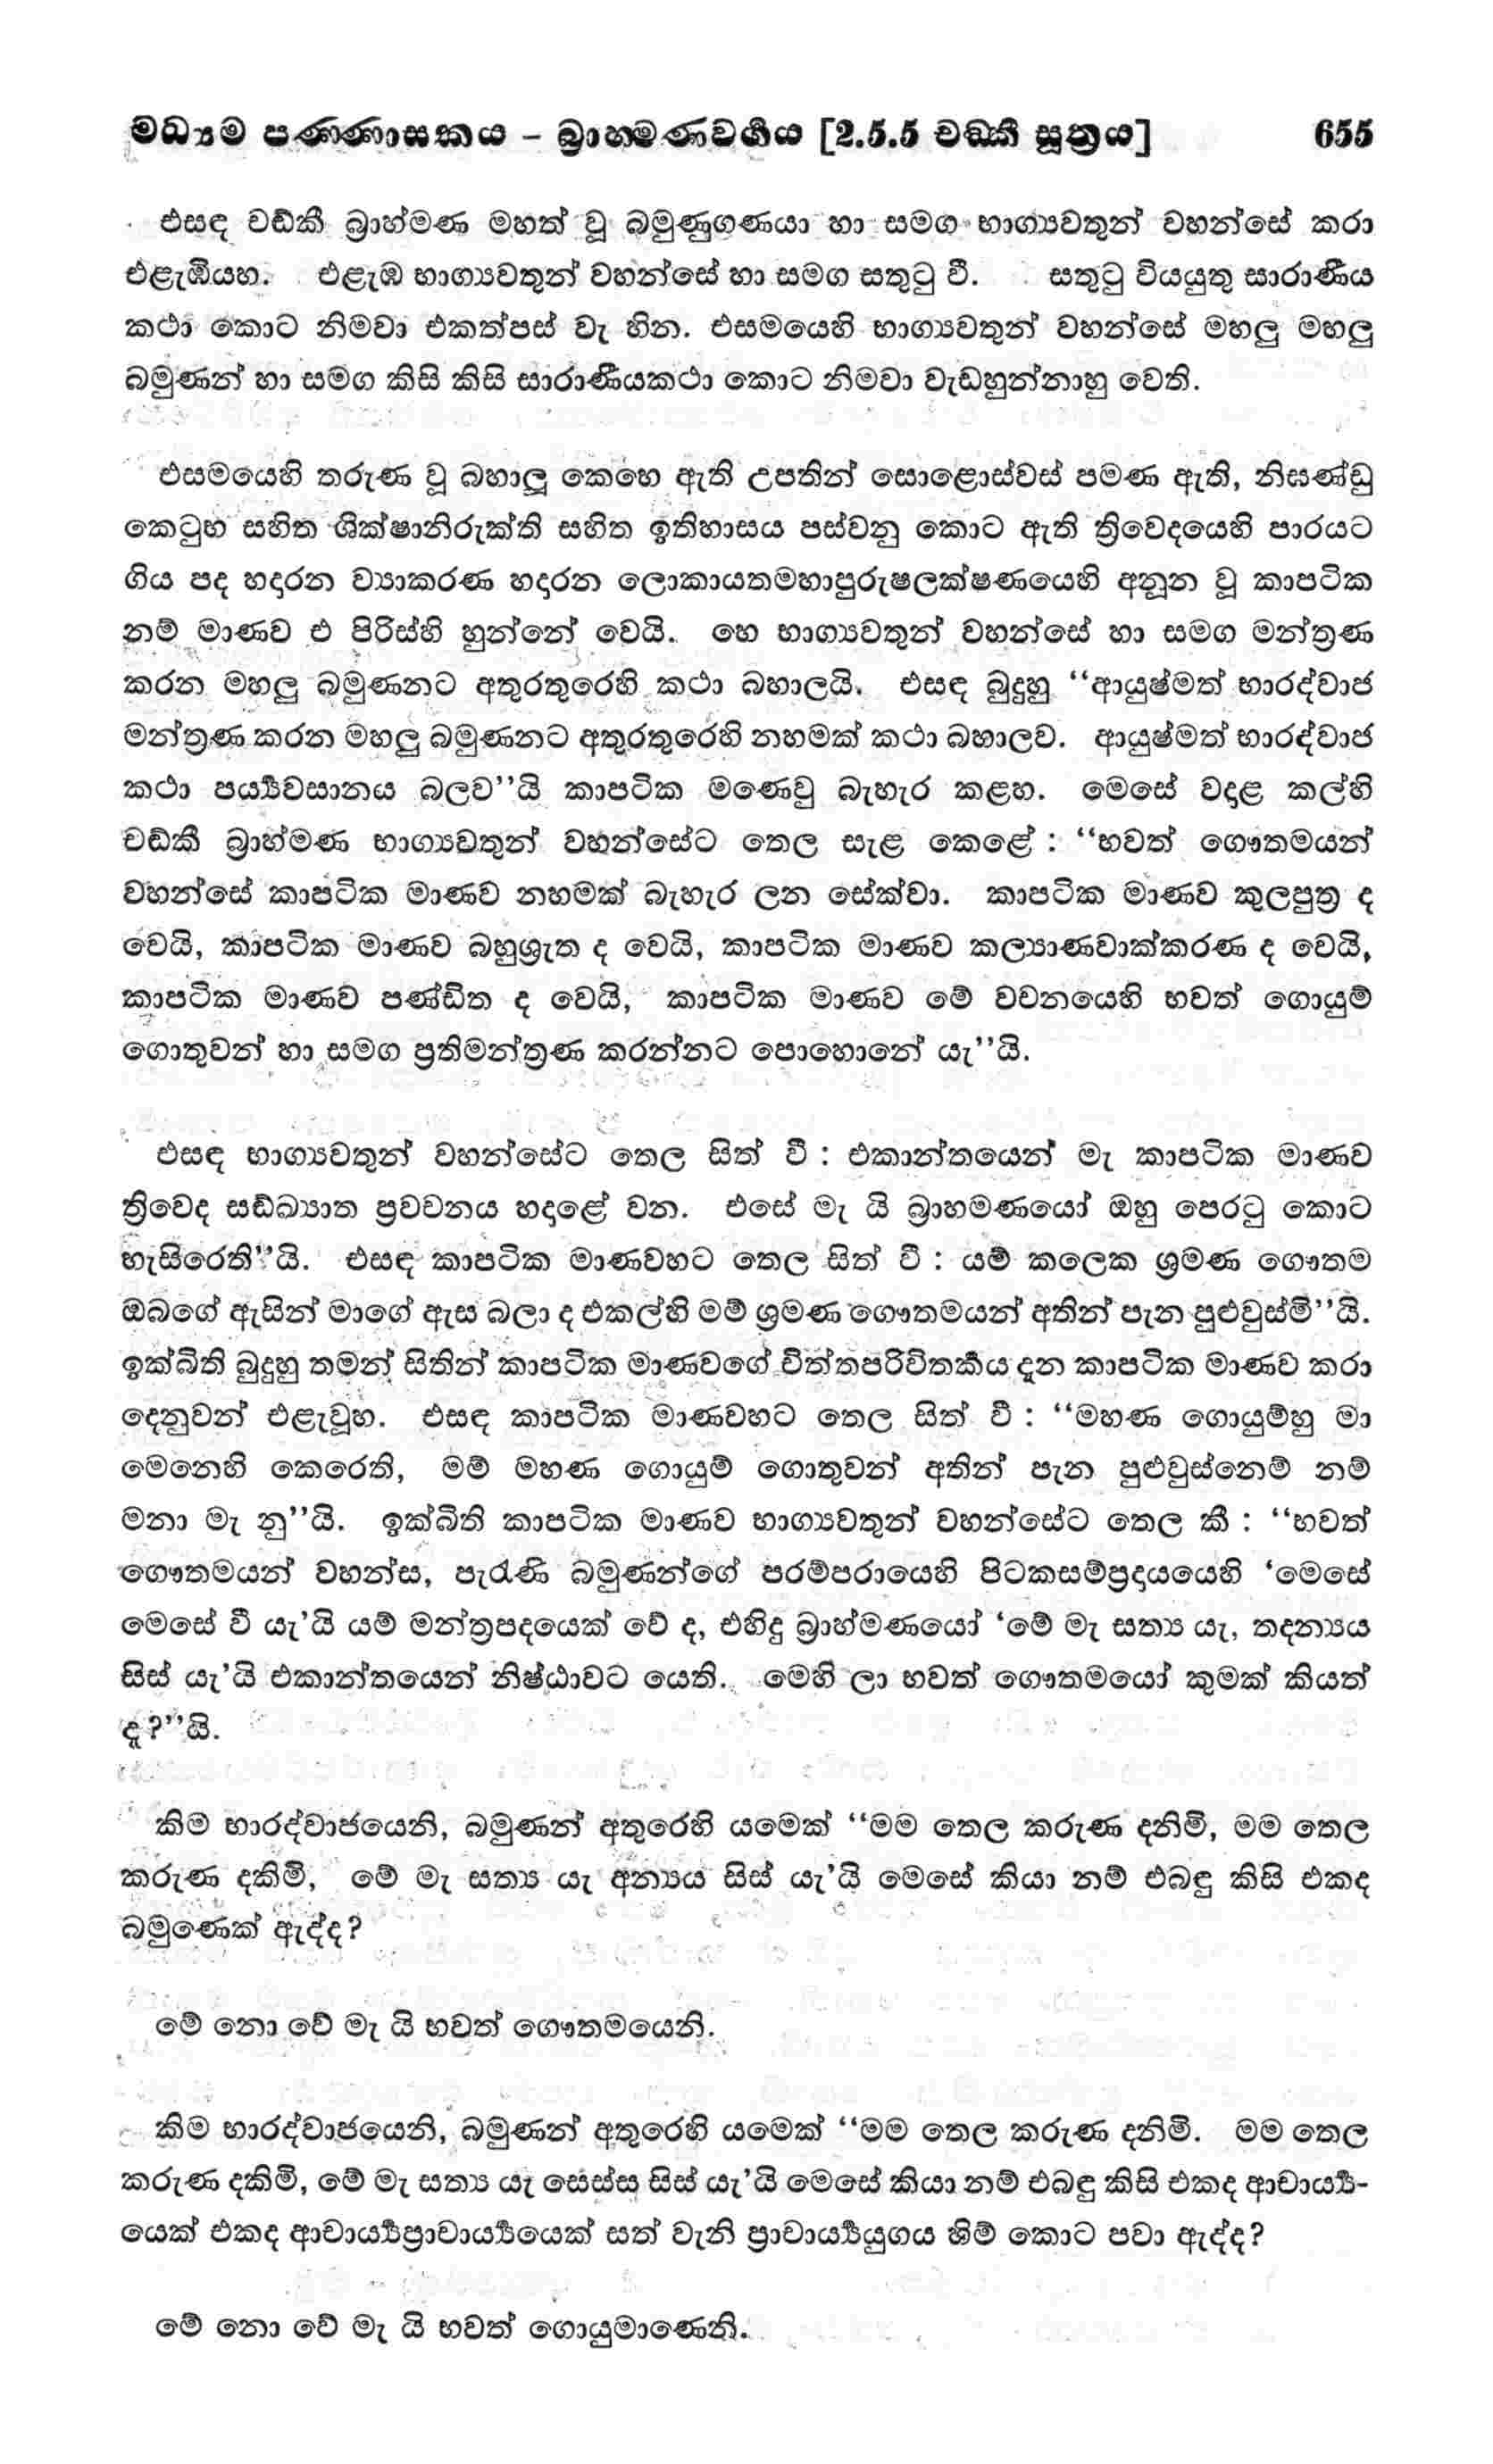 මධ්‍යම පණ්ණාසකය – බ්‍රාහ්මණවර්ගය [2.5.5 චඞ්කී සූත්‍රය] 655
එසඳ චඞ්කී බ්‍රාහ්මණ මහත් වූ බමුණුගණයා හා සමග භාග්‍යවතුන් වහන්සේ කරා
එළැඹියහ. එළැඹ භාග්‍යවතුන් වහන්සේ හා සමග සතුටු වී. සතුටු වියයුතු සාරාණීය
කථා කොට නිමවා එකත්පස් වැ හින. එසමයෙහි භාග්‍යවතුන් වහන්සේ මහලු මහලු
බමුණන් හා සමග කිසි කිසි සාරාණීයකථා කොට නිමවා වැඩහුන්නාහු වෙති.
එසමයෙහි තරුණ වූ බහාලූ කෙහෙ ඇති උපතින් සොළොස්වස් පමණ ඇති, නිඝණ්ඩු
කෙටුභ සහිත ශික්ෂානිරුක්ති සහිත ඉතිහාසය පස්වනු කොට ඇති ත්‍රිවෙදයෙහි පාරයට
ගිය පද හදාරන ව්‍යාකරණ හදාරන ලොකායතමහාපුරුෂලක්ෂණයෙහි අනූන වූ කාපටික
නම් මාණව එ පිරිස්හි හුන්නේ වෙයි. හෙ භාග්‍යවතුන් වහන්සේ හා සමග මන්ත්‍රණ
කරන මහලු බමුණනට අතුරතුරෙහි කථා බහාලයි. එසඳ බුදුහු “ආයුෂ්මත් භාරද්වාජ
මන්ත්‍රණ කරන මහලු බමුණනට අතුරතුරෙහි නහමක් කථා බහාලව. ආයුෂ්මත් භාරද්වාජ
කථා පර්‍ය්‍යවසානය බලව”යි කාපටික මණෙවු බැහැර කළහ. මෙසේ වදාළ කල්හි
චඞ්කී බ්‍රාහ්මණ භාග්‍යවතුන් වහන්සේට තෙල සැළ කෙළේ : “භවත් ගෞතමයන්
වහන්සේ කාපටික මාණව නහමක් බැහැර ලන සේක්වා. කාපටික මාණව කුලපුත්‍ර ද
වෙයි, කාපටික මාණව බහුශ්‍රැත ද වෙයි, කාපටික මාණව කල්‍යාණවාක්කරණ ද වෙයි,
කාපටික මාණව පණ්ඩිත ද වෙයි, කාපටික මාණව මේ වචනයෙහි භවත් ගොයුම්
ගොතුවන් හා සමග ප්‍රතිමන්ත්‍රණ කරන්නට පොහොනේ යැ”යි.
එසඳ භාග්‍යවතුන් වහන්සේට තෙල සිත් වී : එකාන්තයෙන් මැ කාපටික මාණව
ත්‍රිවෙද සඞ්ඛ්‍යාත ප්‍රවචනය හදාළේ වන. එසේ මැ යි බ්‍රාහමණයෝ ඔහු පෙරටු කොට
හැසිරෙති”යි. එසඳ කාපටික මාණවහට තෙල සිත් වී : යම් කලෙක ශ්‍රමණ ගෞතම
ඔබගේ ඇසින් මාගේ ඇස බලා ද එකල්හි මම් ශ්‍රමණ ගෞතමයන් අතින් පැන පුළුවුස්මි”යි.
ඉක්බිති බුදුහු තමන් සිතින් කාපටික මාණවගේ චිත්තපරිවිතර්කය දැන කාපටික මාණව කරා
දෙනුවන් එළැවූහ. එසඳ කාපටික මාණවහට තෙල සිත් වී : “මහණ ගොයුම්හු මා
මෙනෙහි කෙරෙති, මම් මහණ ගොයුම් ගොතුවන් අතින් පැන පුළුවුස්නෙම් නම්
මනා මැ නු”යි. ඉක්බිති කාපටික මාණව භාග්‍යවතුන් වහන්සේට තෙල කී : “භවත්
ගෞතමයන් වහන්ස, පැරැණි බමුණන්ගේ පරම්පරායෙහි පිටකසම්ප්‍රදායයෙහි ‘මෙසේ
මෙසේ වී යැ’යි යම් මන්ත්‍රපදයෙක් වේ ද, එහිදු බ්‍රාහ්මණයෝ ‘මේ මැ සත්‍ය යැ, තදන්‍යය
සිස් යැ’යි එකාන්තයෙන් නිෂ්ඨාවට යෙති. මෙහි ලා භවත් ගෞතමයෝ කුමක් කියත්
ද?”යි.
කිම භාරද්වාජයෙනි, බමුණන් අතුරෙහි යමෙක් “මම තෙල කරුණ දනිමි, මම තෙල
කරුණ දකිමි, මේ මැ සත්‍ය යැ අන්‍යය සිස් යැ’යි මෙසේ කියා නම් එබඳු කිසි එකද
බමුණෙක් ඇද්ද?
මේ නො වේ මැ යි භවත් ගෞතමයෙනි.
කිම භාරද්වාජයෙනි, බමුණන් අතුරෙහි යමෙක් “මම තෙල කරුණ දනිමි. මම තෙල
කරුණ දකිමි, මේ මැ සත්‍ය යැ සෙස්ස සිස් යැ’යි මෙසේ කියා නම් එබඳු කිසි එකද ආචාර්‍ය්‍ය-
යෙක් එකද ආචාර්‍ය්‍යප්‍රාචාර්‍ය්‍යයෙක් සත් වැනි ප්‍රාචාර්‍ය්‍යයුගය හිම් කොට පවා ඇද්ද?
මේ නො වේ මැ යි භවත් ගොයුමාණෙනි.